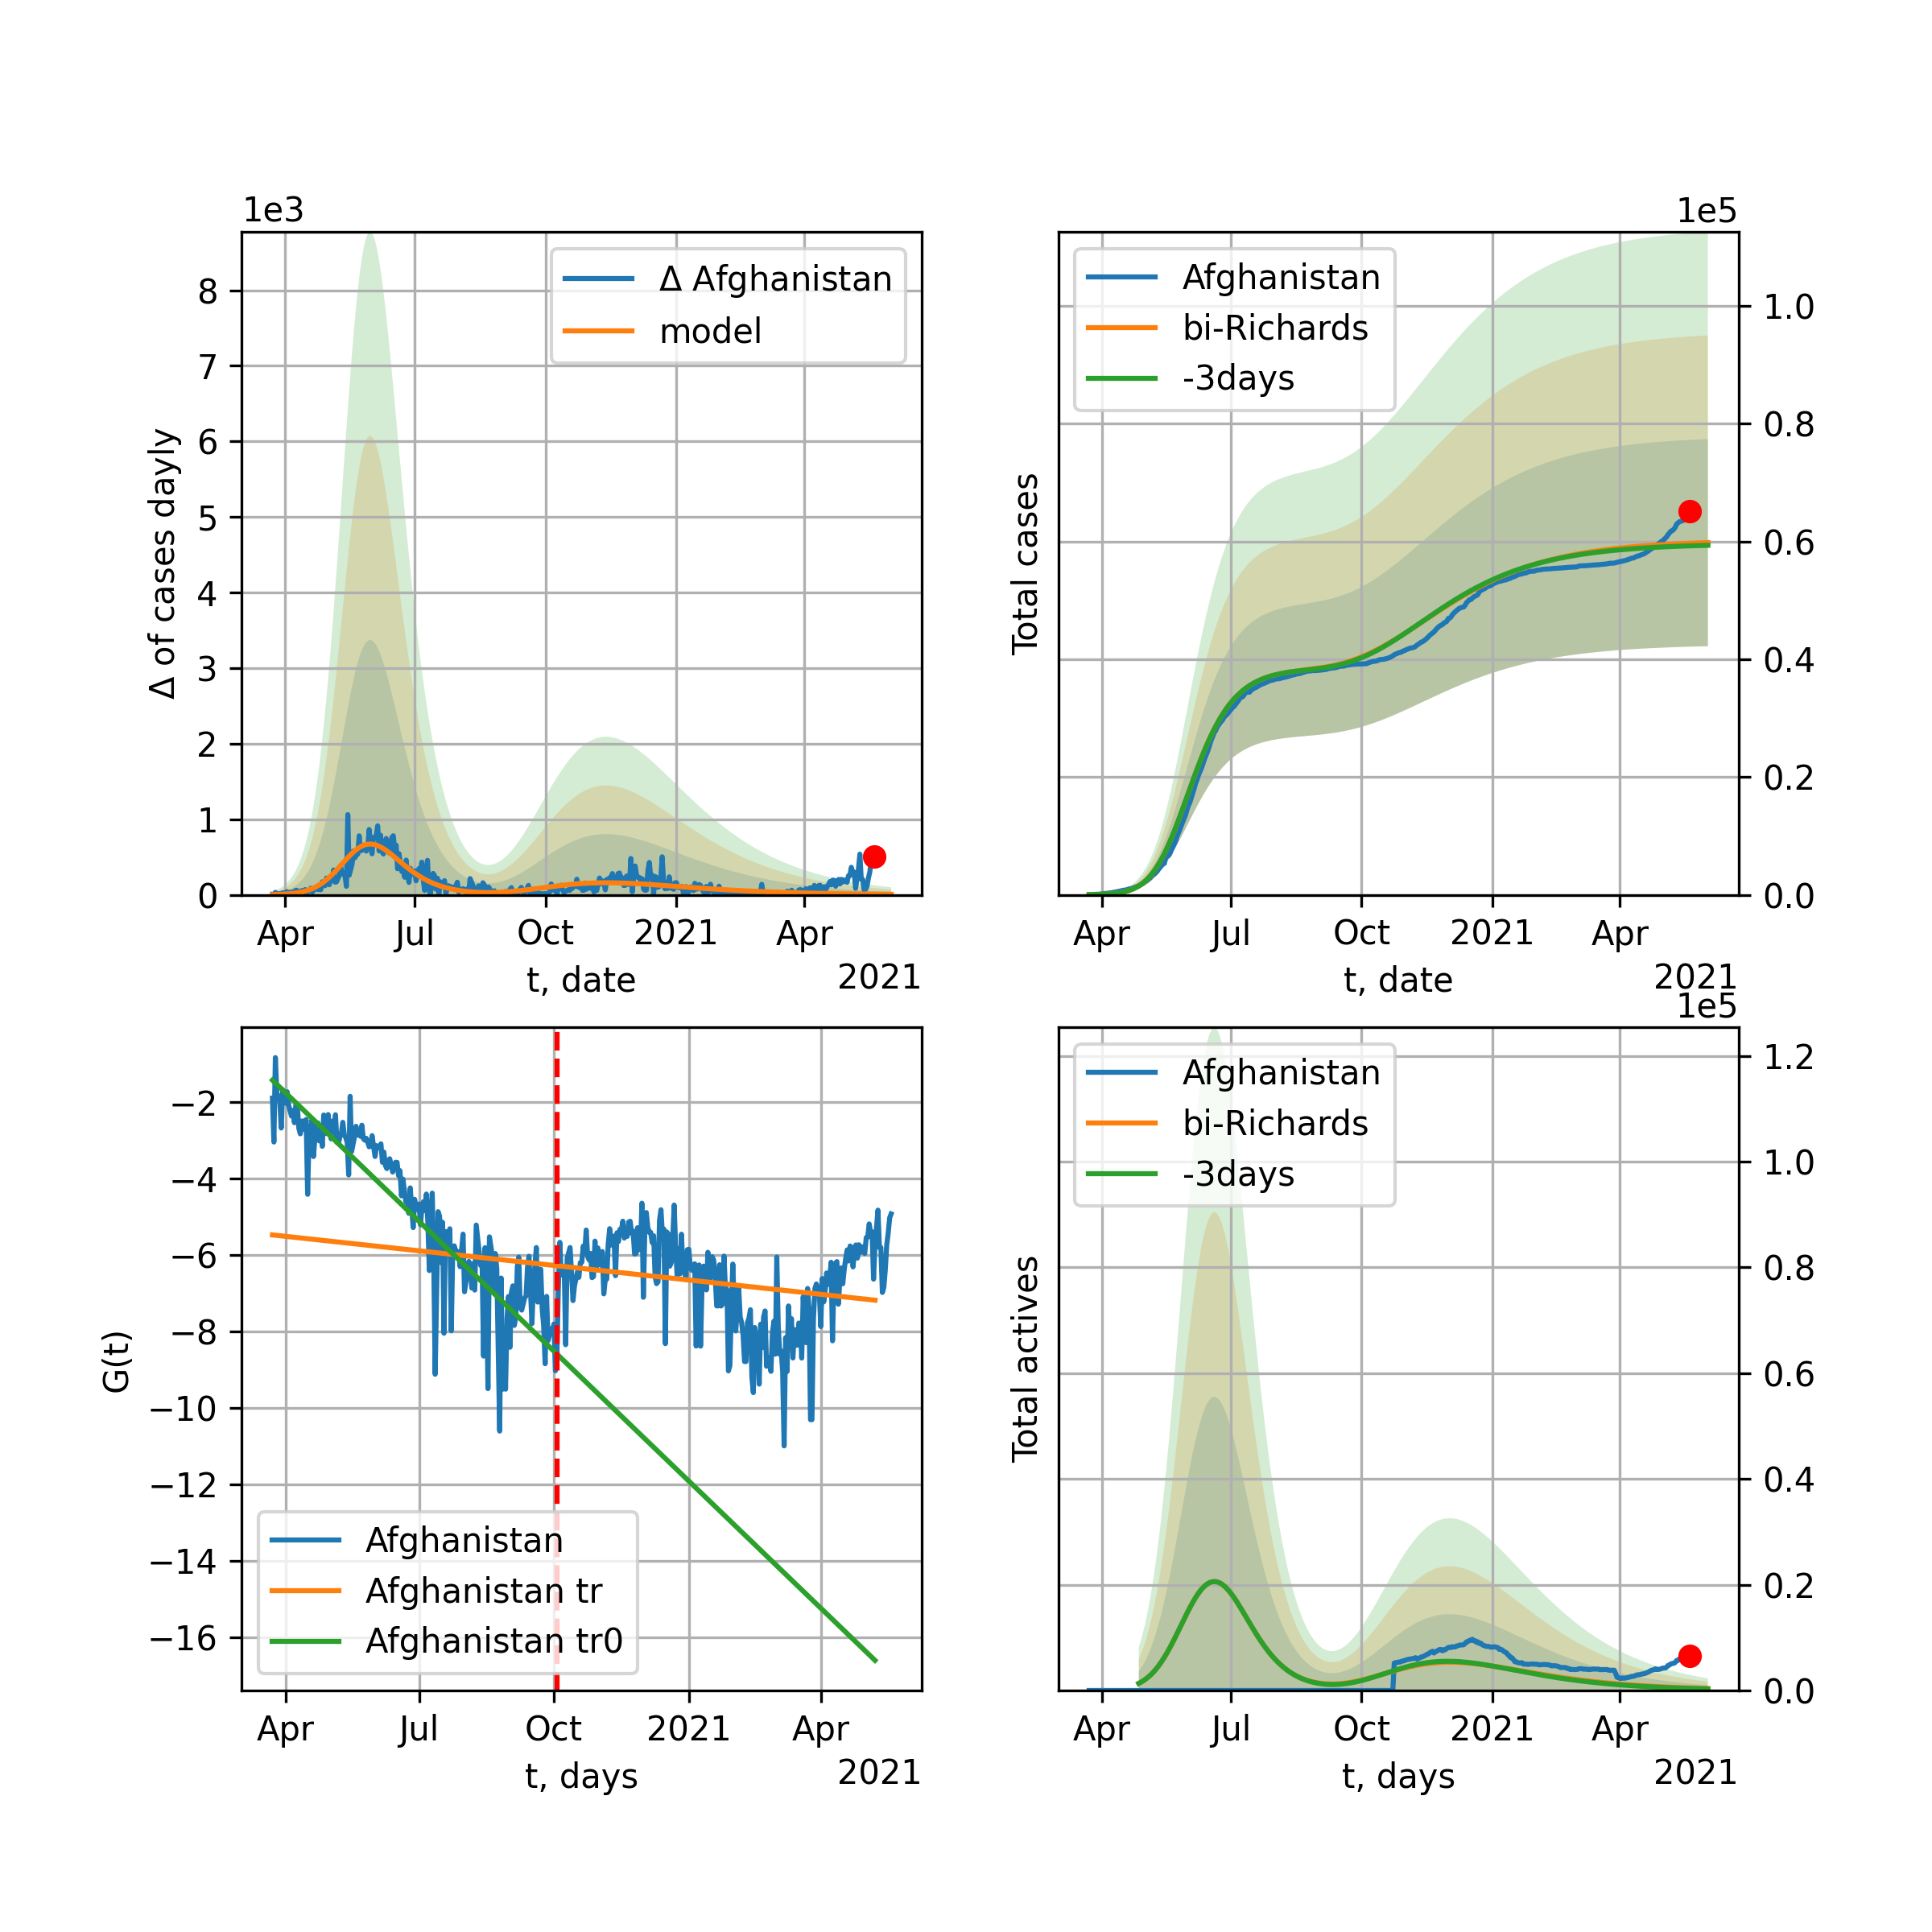 1e3
Δ of cases dayly
8
7
6
5
4
3
2
1
0
Δ Afghanistan
model
Apr
Jul
Oct
2021
Apr
t, date
2021
1e5
Total cases
Afghanistan
bi-Richards
-3days
1.0
0.8
0.6
0.4
0.2
0.0
Apr
Jul
Oct
2021
Apr
t, date
2021
G(t)
−2
−4
−6
−8
−10
−12
−14
−16
Afghanistan
Afghanistan tr
Afghanistan tr0
Apr
Jul
Oct
2021
Apr
t, days
2021
1e5
Total actives
Afghanistan
bi-Richards
-3days
1.2
1.0
0.8
0.6
0.4
0.2
0.0
Apr
Jul
Oct
2021
Apr
t, days
2021